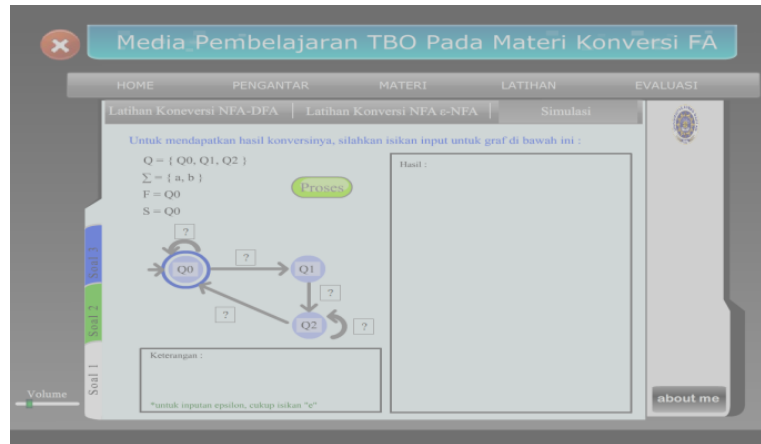 Media Pembelajaran TBO Pada Materi Konversi FA
HOME PENGANTAR MATERI LATIHAN EVALUASI
Latihan Koneversi NFA-DFA | Latihan Konversi NFA ε-NFA | Simulasi
Untuk mendapatkan hasil konversinya, silahkan isikan input untuk graf di bawah ini :
Q = { Q0, Q1, Q2 }
∑ = { a, b }
F = Q0
S = Q0
Proses
Hasil :
?
Q0
?
Q1
?
?
Q2
?
Soal 3
Soal 2
Soal 1
Keterangan :
*untuk inputan epsilon, cukup isikan "e"
Volume
about me